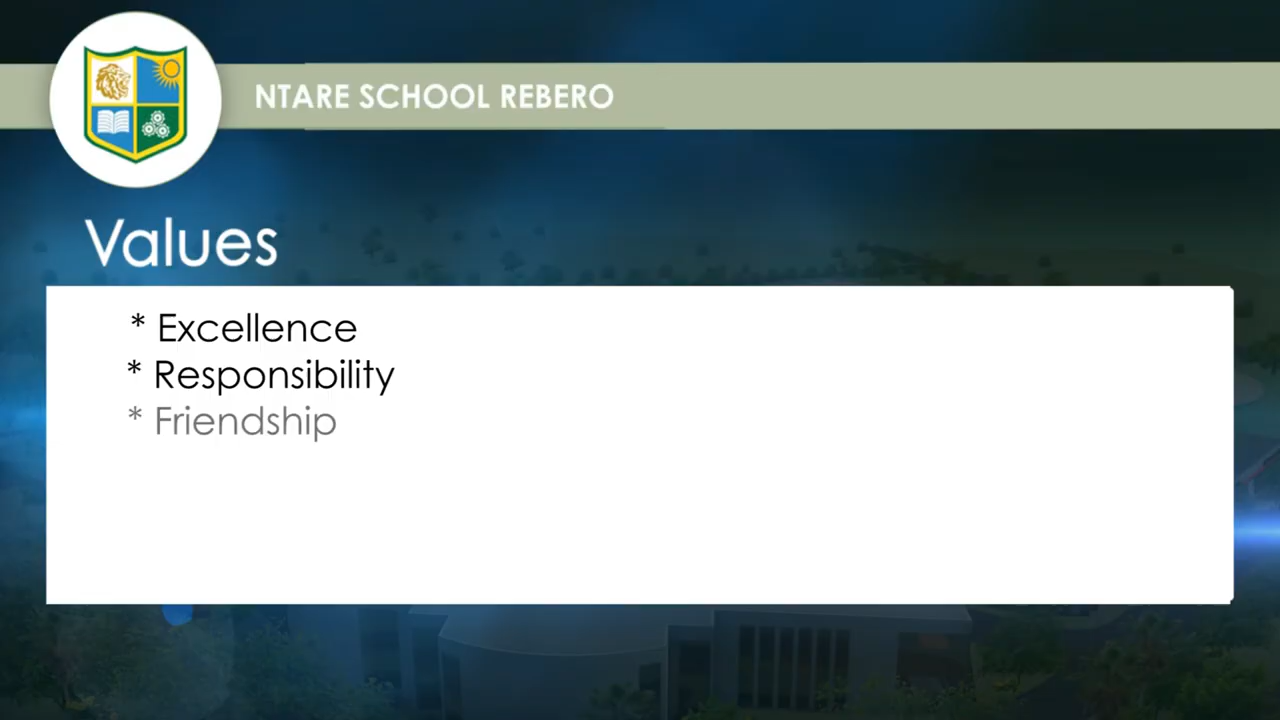 NTARE SCHOOL REBERO
Values
* Excellence
* Responsibility
* Friendship